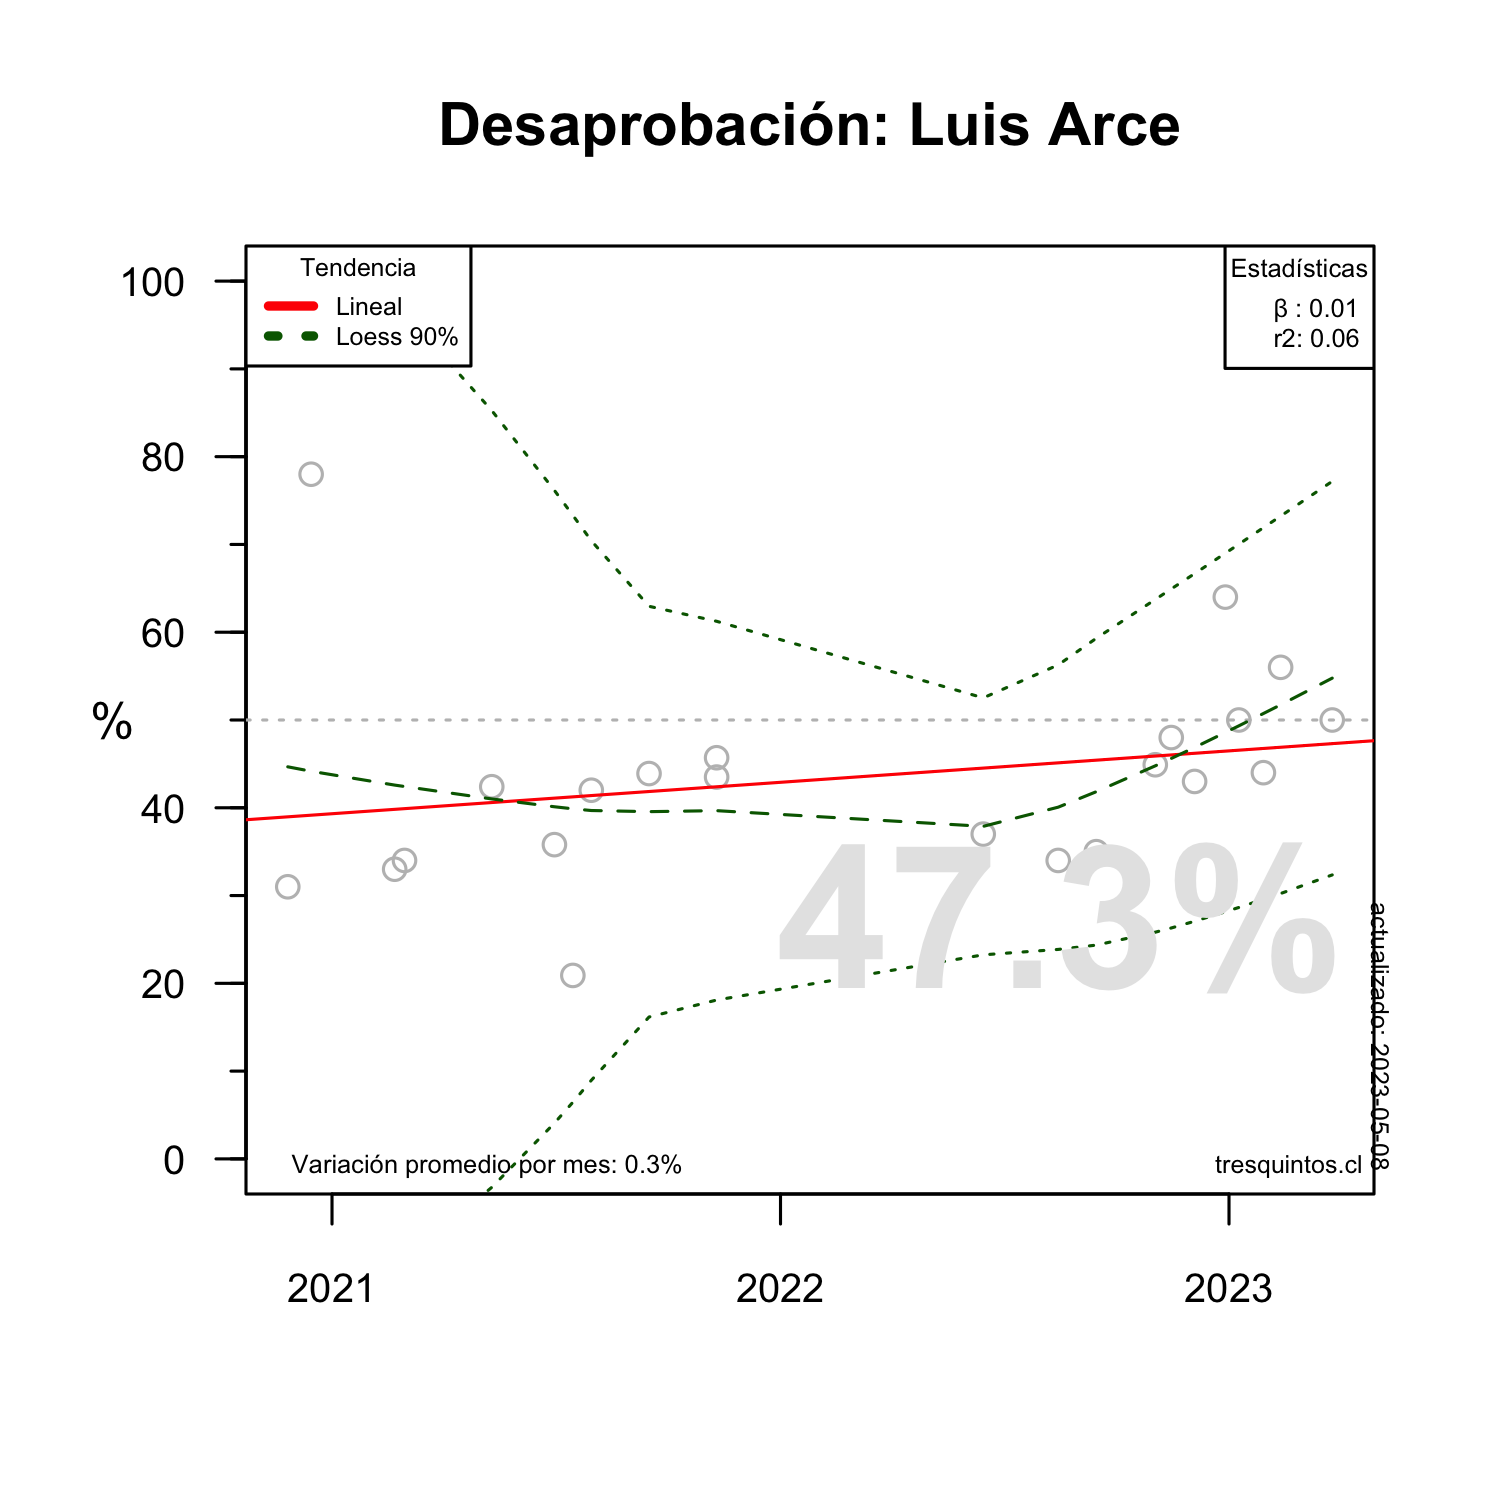 Desaprobación: Luis Arce
Tendencia
Lineal
Loess 90%
Estadísticas
β : 0.01
r2: 0.06
100
80
60
40
20
0
%
47.3%
actualizado: 2023-05-08
Variación promedio por mes: 0.3%
tresquintos.cl
2021
2022
2023